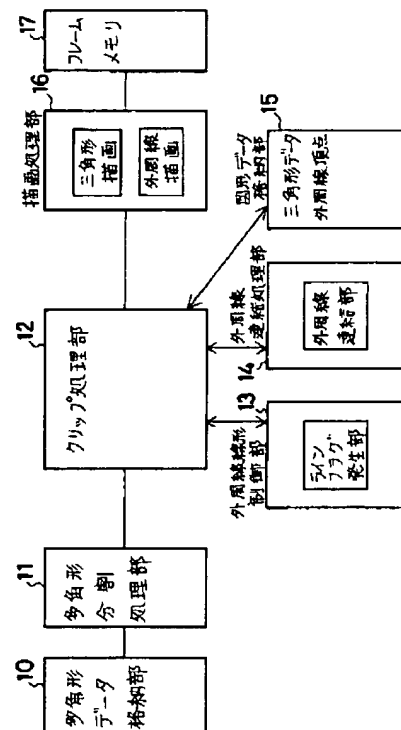 10
多角形
データ
格納部
11
多角形
分割
処理部
12
クリップ処理部
外周線線形
制御部
13
ライン
フラグ
発生部
外周線
連結処理部
14
外周線
連結部
図形データ
格納部
15
三角形データ
外周線頂点
描画処理部
16
三角形
描画
外周線
描画
17
フレーム
メモリ